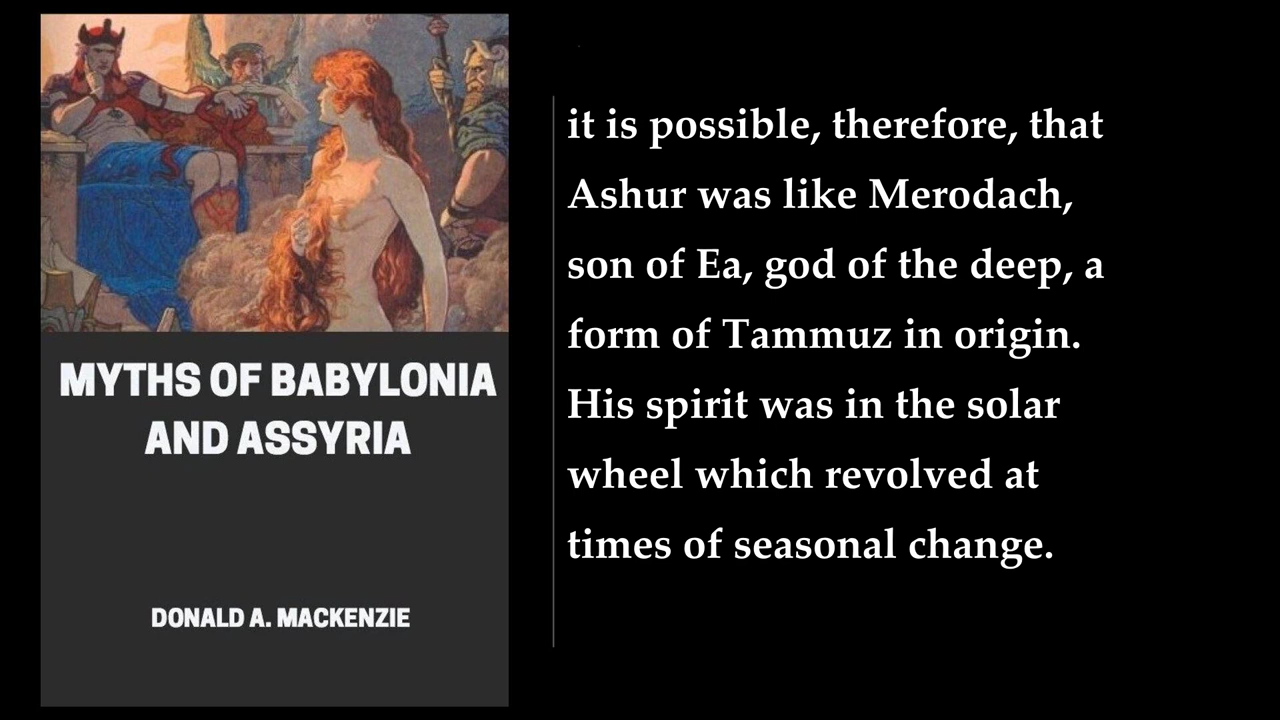 MYTHS OF BABYLONIA
AND ASSYRIA
DONALD A. MACKENZIE
it is possible, therefore, that
Ashur was like Merodach,
son of Ea, god of the deep, a
form of Tammuz in origin.
His spirit was in the solar
wheel which revolved at
times of seasonal change.